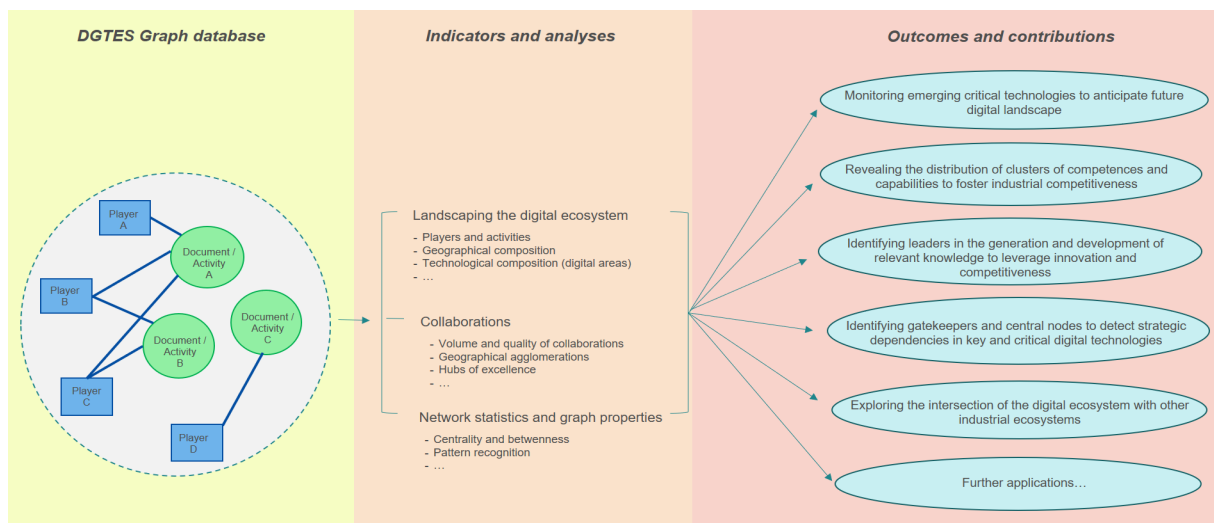 DGTES Graph database
Player
A
Document /
Activity
A
Player
B
Document /
Activity
C
Document /
Activity
B
Player
C
Player
D
Indicators and analyses
Landscaping the digital ecosystem
- Players and activities
- Geographical composition
- Technological composition (digital areas)
- ...
Collaborations
- Volume and quality of collaborations
- Geographical agglomerations
- Hubs of excellence
- ...
Network statistics and graph properties
- Centrality and betwenness
- Pattern recognition
- ...
Outcomes and contributions
Monitoring emerging critical technologies to anticipate future
digital landscape
Revealing the distribution of clusters of competences and
capabilities to foster industrial competitiveness
Identifying leaders in the generation and development of
relevant knowledge to leverage innovation and
competitiveness
Identifying gatekeepers and central nodes to detect strategic
dependencies in key and critical digital technologies
Exploring the intersection of the digital ecosystem with other
industrial ecosystems
Further applications...